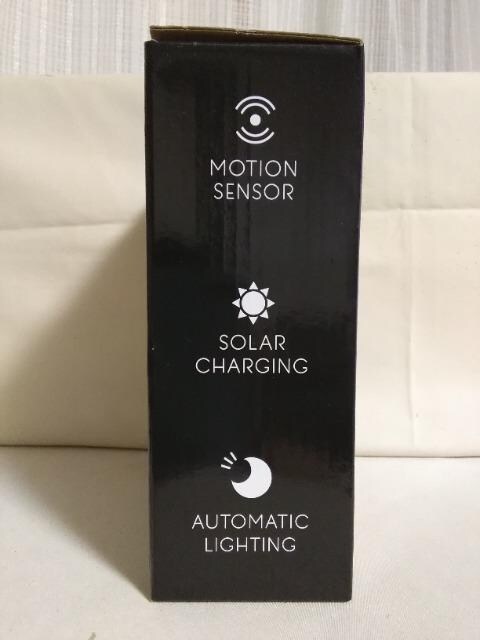 MOTION
SENSOR
SOLAR
CHARGING
AUTOMATIC
LIGHTING